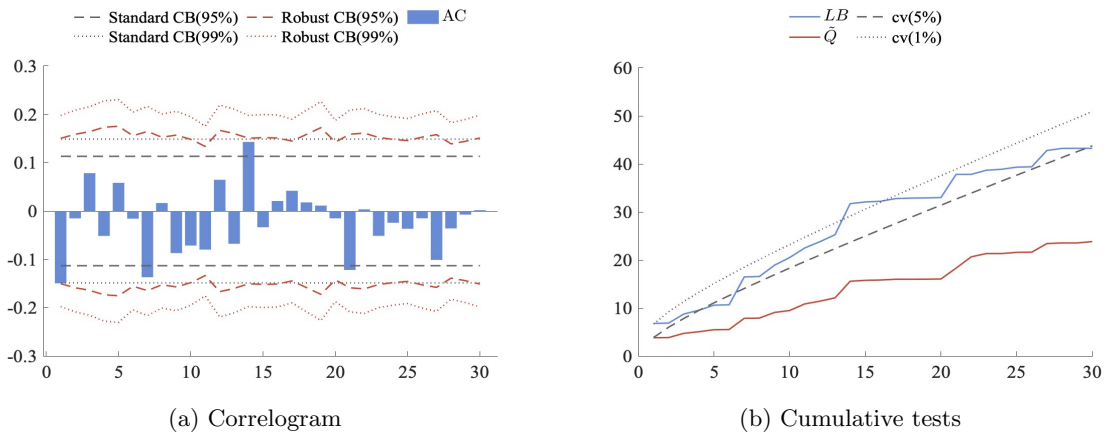 Standard CB(95%) Robust CB(95%) AC
Standard CB(99%) Robust CB(99%)
0.3
0.2
0.1
0
-0.1
-0.2
-0.3
0 5 10 15 20 25 30
(a) Correlogram
LB cv(5%)
Q̃ cv(1%)
60
50
40
30
20
10
0
0 5 10 15 20 25 30
(b) Cumulative tests